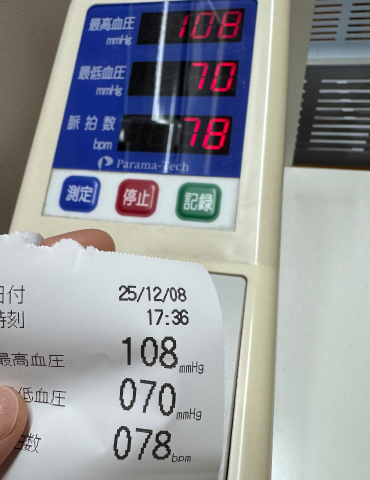 最高血圧 108
mmHg
最低血圧 70
mmHg
脈拍数 78
bpm
Parama-Tech
測定 停止 記録
日付 25/12/08
時刻 17:36
最高血圧 108mmHg
低血圧 070mmHg
数 078bpm